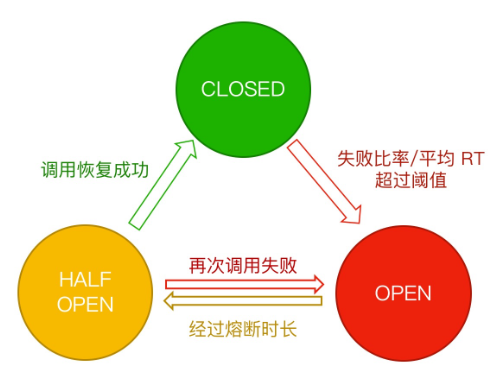 CLOSED
调用恢复成功
失败比率/平均 RT
超过阈值
HALF
OPEN
再次调用失败
经过熔断时长
OPEN